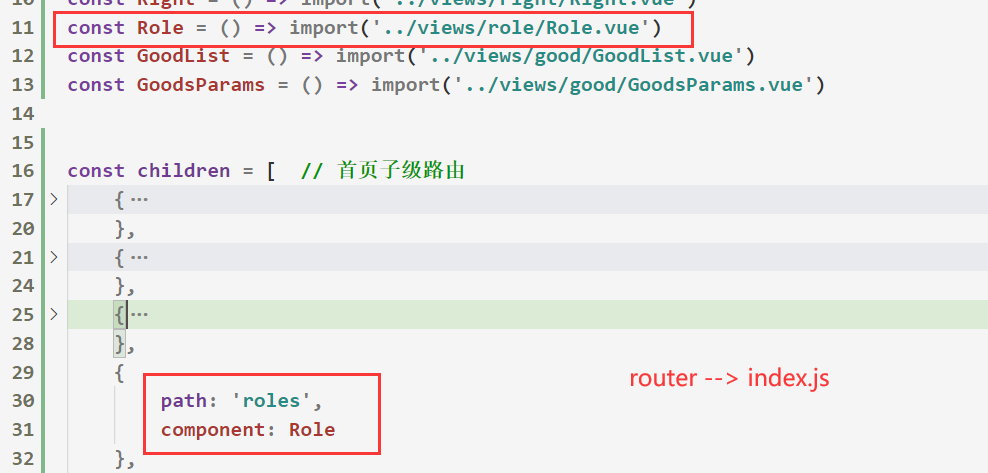 10 const Right = () => import('../views/right/Right.vue')
11 const Role = () => import('../views/role/Role.vue')
12 const GoodList = () => import('../views/good/GoodList.vue')
13 const GoodsParams = () => import('../views/good/GoodsParams.vue')
14
15
16 const children = [ // 首页子级路由
17 > {…
20 },
21 > {…
24 },
25 > {…
28 },
29 {
30 path: 'roles',
31 component: Role
32 },
router --> index.js